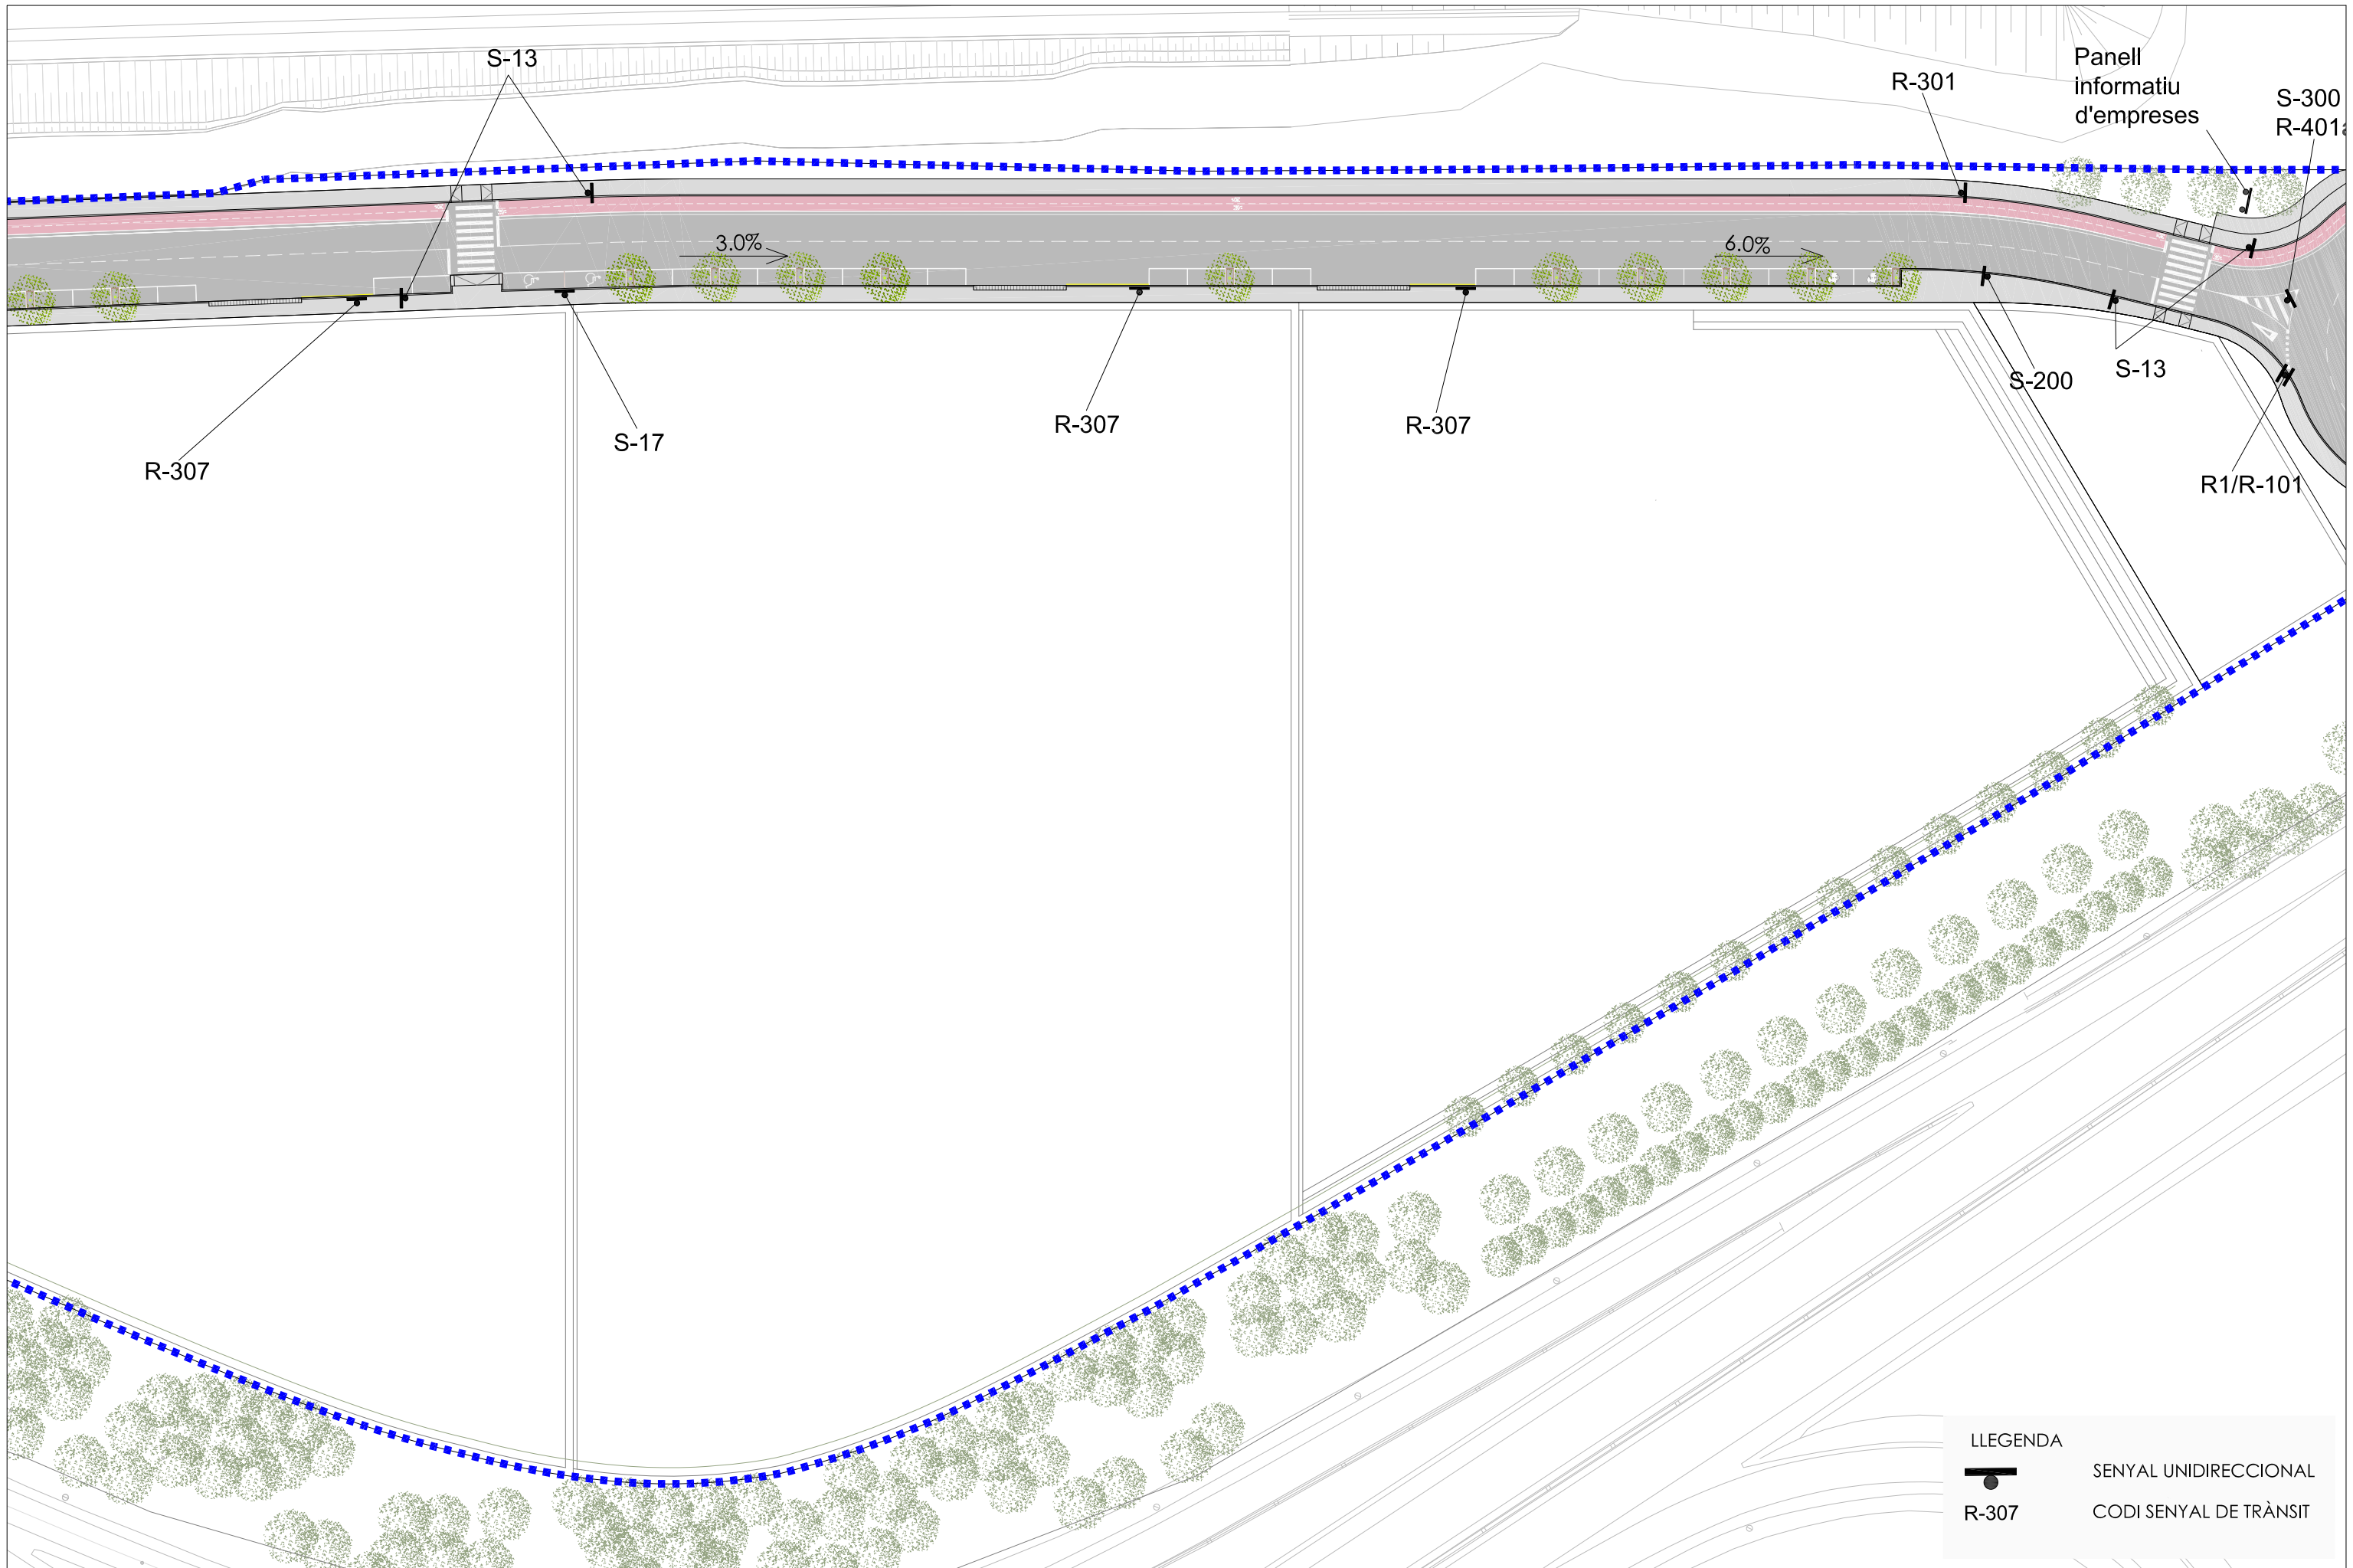 S-13
R-301
Panell
informatiu
d'empreses
S-300
R-401a
3.0%
6.0%
S-200
S-13
R-307
R-307
S-17
R-307
R1/R-101
LLEGENDA
SENYAL UNIDIRECCIONAL
R-307 CODI SENYAL DE TRÀNSIT